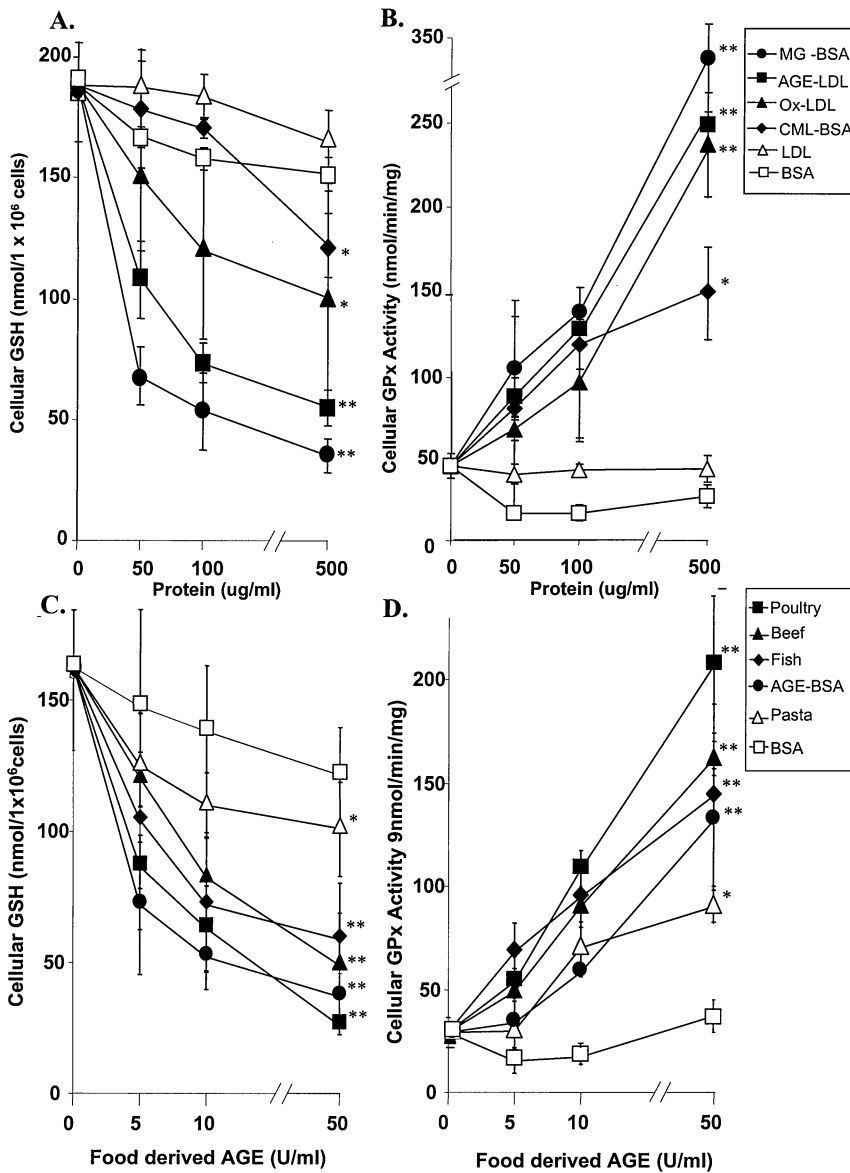 A.
Cellular GSH (nmol/1 x 10⁶ cells)
200
150
100
50
0
*
*
**
**
0 50 100 500
Protein (ug/ml)
B.
Cellular GPx Activity (nmol/min/mg)
350
250
200
150
100
50
0
**
**
**
*
0 50 100 500
Protein (ug/ml)
MG -BSA
AGE-LDL
Ox-LDL
CML-BSA
LDL
BSA
C.
Cellular GSH (nmol/1x10⁶cells)
150
100
50
0
*
**
**
**
**
0 5 10 50
Food derived AGE (U/ml)
D.
Cellular GPx Activity 9nmol/min/mg)
200
150
100
50
0
**
**
**
**
*
0 5 10 50
Food derived AGE (U/ml)
Poultry
Beef
Fish
AGE-BSA
Pasta
BSA